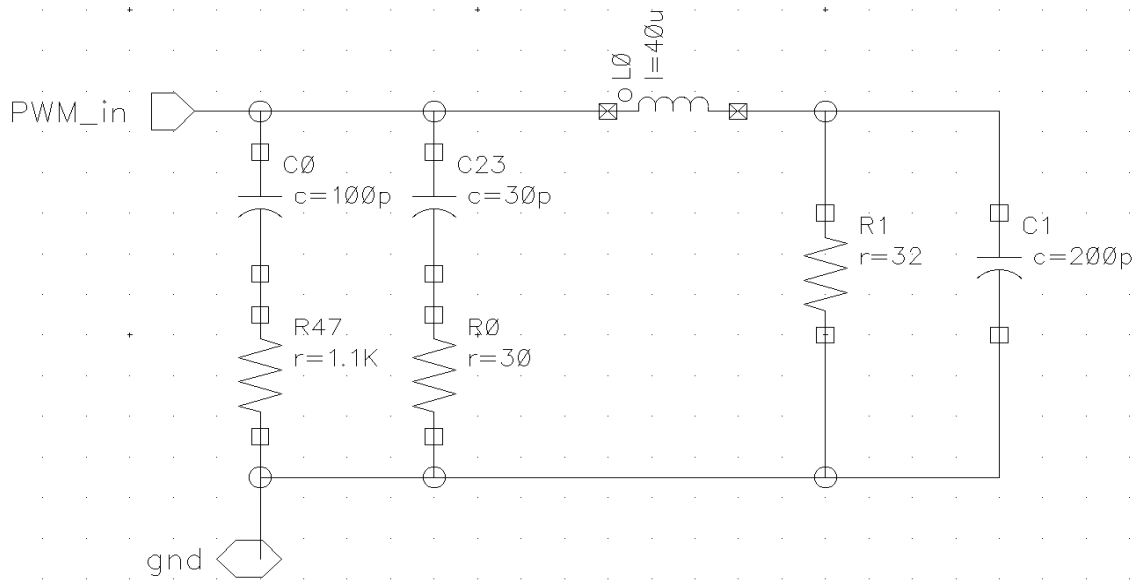 L0
l=40u
PWM_in
C0
c=100p
C23
c=30p
R1
r=32
C1
c=200p
R47
r=1.1K
R0
r=30
gnd